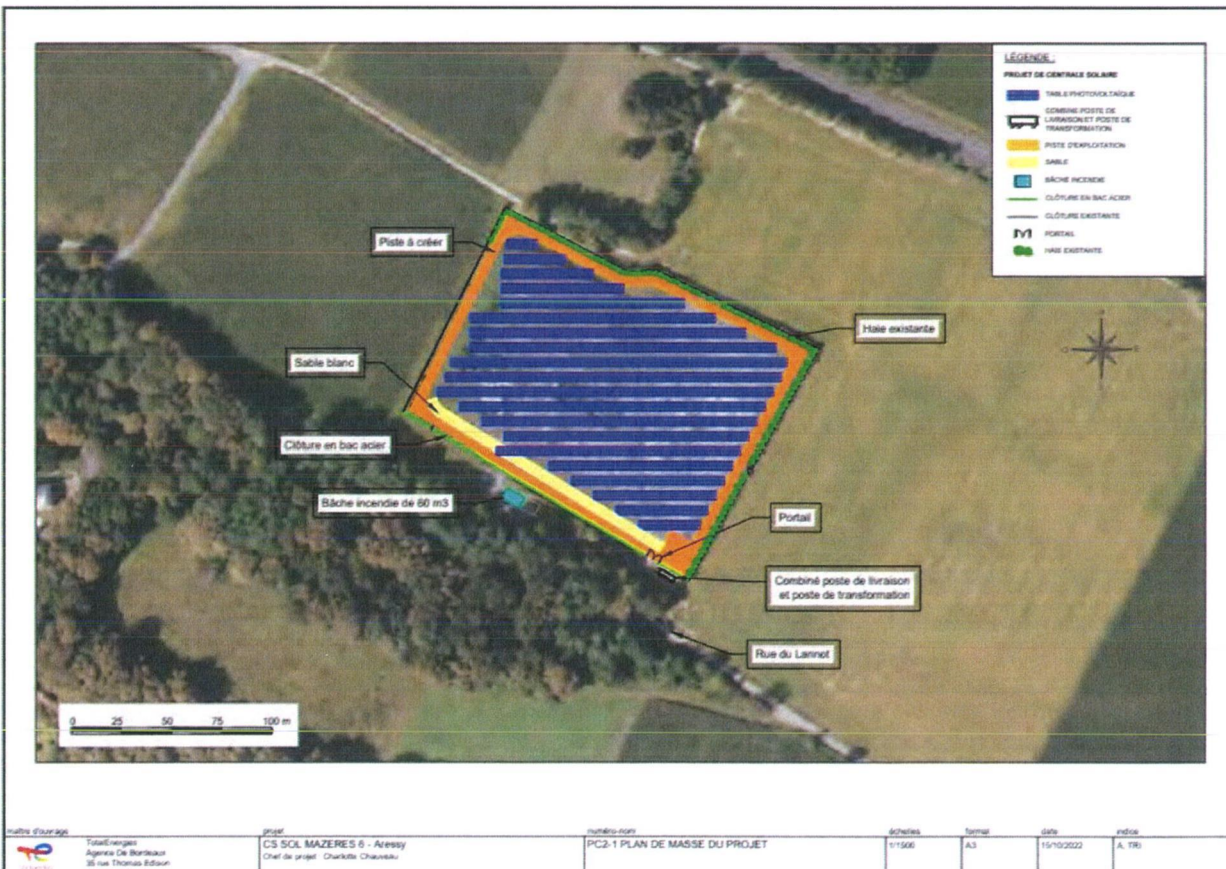 LÉGENDE :
PROJET DE CENTRALE SOLAIRE
TABLE PHOTOVOLTAÏQUE
COMBINE POSTE DE
LIVRAISON ET POSTE DE
TRANSFORMATION
PISTE D'EXPLOITATION
SABLE
BÂCHE INCENDIE
CLÔTURE EN BAC ACIER
CLÔTURE EXISTANTE
PORTAIL
HAIE EXISTANTE
Piste à créer
Haie existante
Sable blanc
Clôture en bac acier
Bâche incendie de 60 m3
Portail
Combiné poste de livraison
et poste de transformation
Rue du Lannot
0 25 50 75 100 m
maître d'ouvrage
TotalEnergies
Agence De Bordeaux
35 rue Thomas Edison
projet
CS SOL MAZERES 6 - Aressy
Chef de projet : Charlotte Chauveau
numéro-nom
PC2-1 PLAN DE MASSE DU PROJET
échelles
1/1500
format
A3
date
15/10/2022
indice
A, TRI